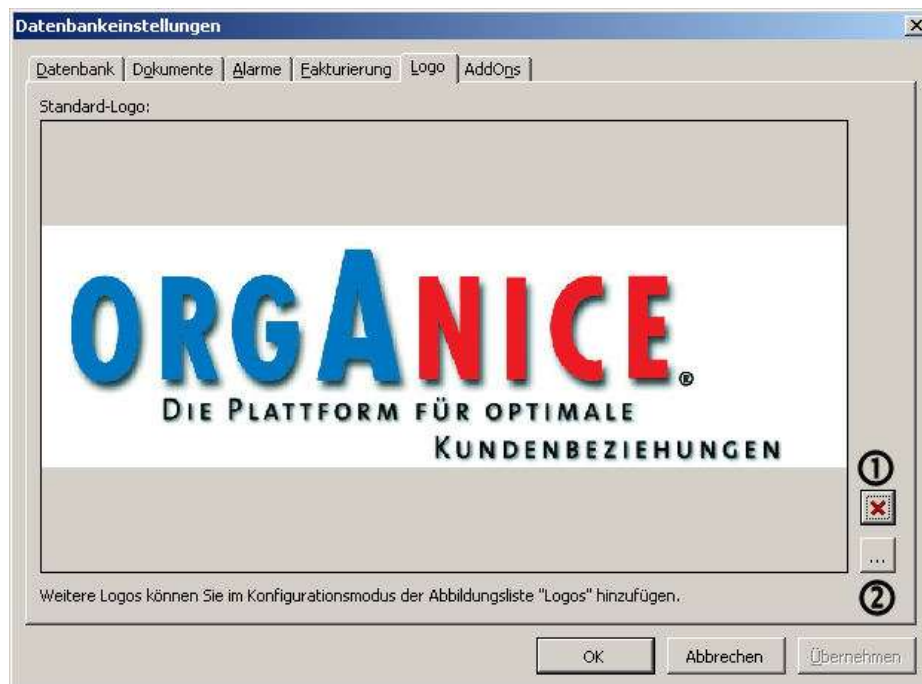 Datenbankeinstellungen
Datenbank Dokumente Alarme Fakturierung Logo AddOns
Standard-Logo:
ORGANICE®
DIE PLATTFORM FÜR OPTIMALE
KUNDENBEZIEHUNGEN
①
...
Weitere Logos können Sie im Konfigurationsmodus der Abbildungsliste "Logos" hinzufügen.
②
OK Abbrechen Übernehmen